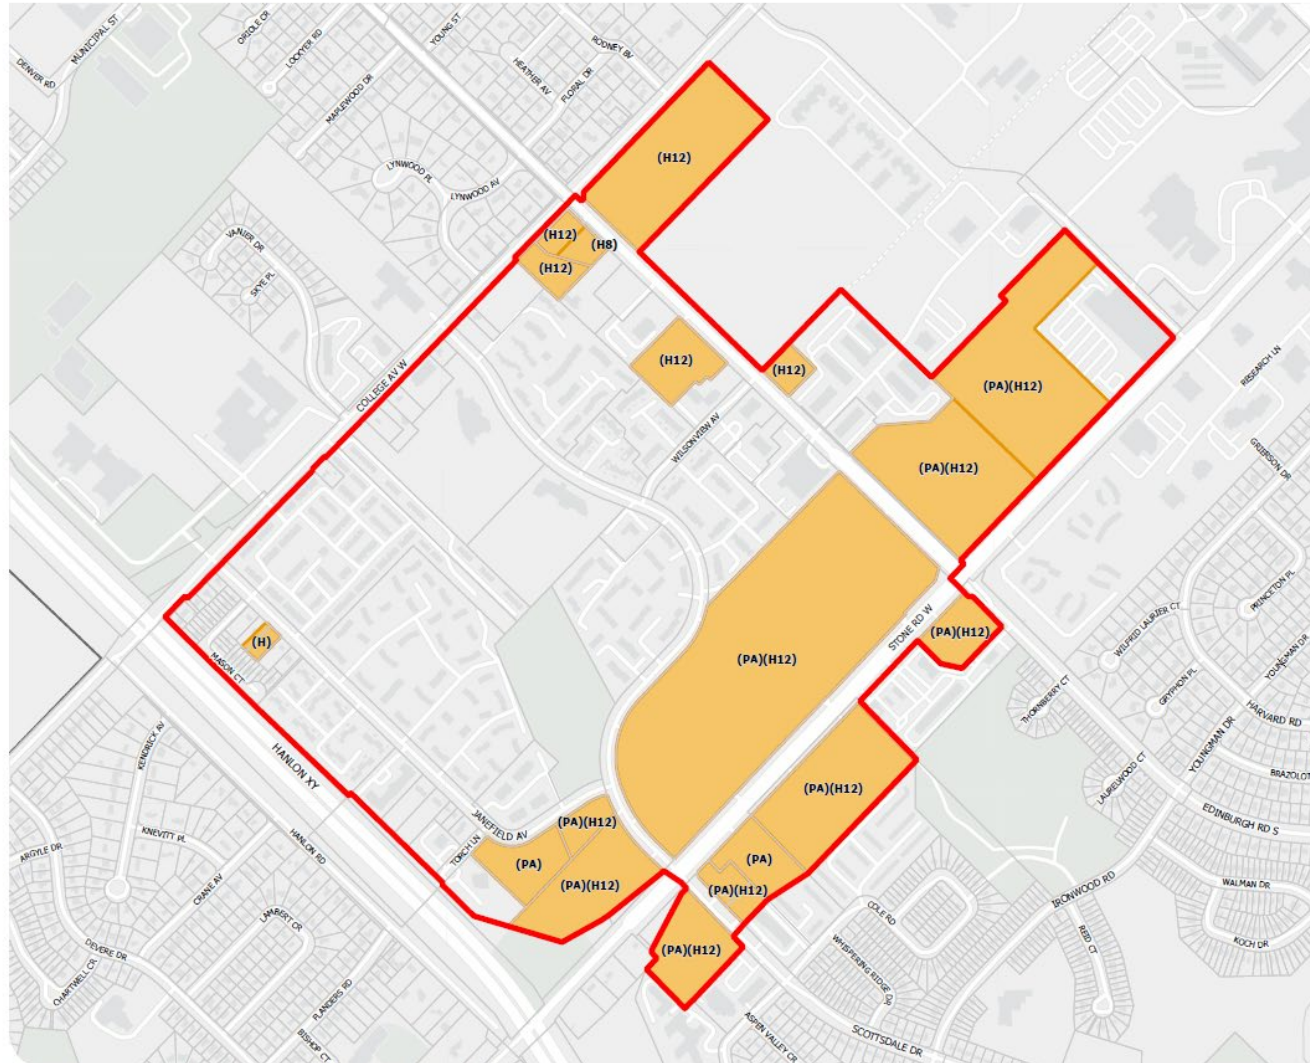 ORIOLE CR
MUNICIPAL ST
LOCKYER RD
YOUNG ST
RODNEY BV
DENVER RD
HEATHER AV
FLORAL DR
MAPLEWOOD DR
(H12)
LYNWOOD PL
LYNWOOD AV
VANIER DR
(H12)
(H8)
(H12)
SKYE PL
RESEARCH LN
(H12)
(H12)
COLLEGE AV W
(PA)(H12)
WILSONVIEW AV
GRIERSON DR
(PA)(H12)
PRINCETON PL
WILFRID LAURIER CT
STONE RD W
(PA)(H12)
(H)
YOUNGMAN DR
(PA)(H12)
MASON CT
GRYPHON PL
THORNBERRY CT
HARVARD RD
KENDRICK AV
YOUNGMAN DR
HANLON XY
LAURELWOOD CT
BRAZOLOT
(PA)(H12)
EDINBURGH RD S
JANEFIELD AV
(PA)(H12)
KNEVITT PL
HANLON RD
TORCH LN
ARGYLE DR
(PA)
(PA)
CRANE AV
(PA)(H12)
(PA)(H12)
IRONWOOD RD
WALMAN DR
LAMBERT CR
COLE RD
REID CT
KOCH DR
DEVERE DR
(PA)(H12)
WHISPERING RIDGE DR
CHARTWELL CR
FLANDERS RD
BISHOP CT
ASPEN VALLEY CR
SCOTTSDALE DR